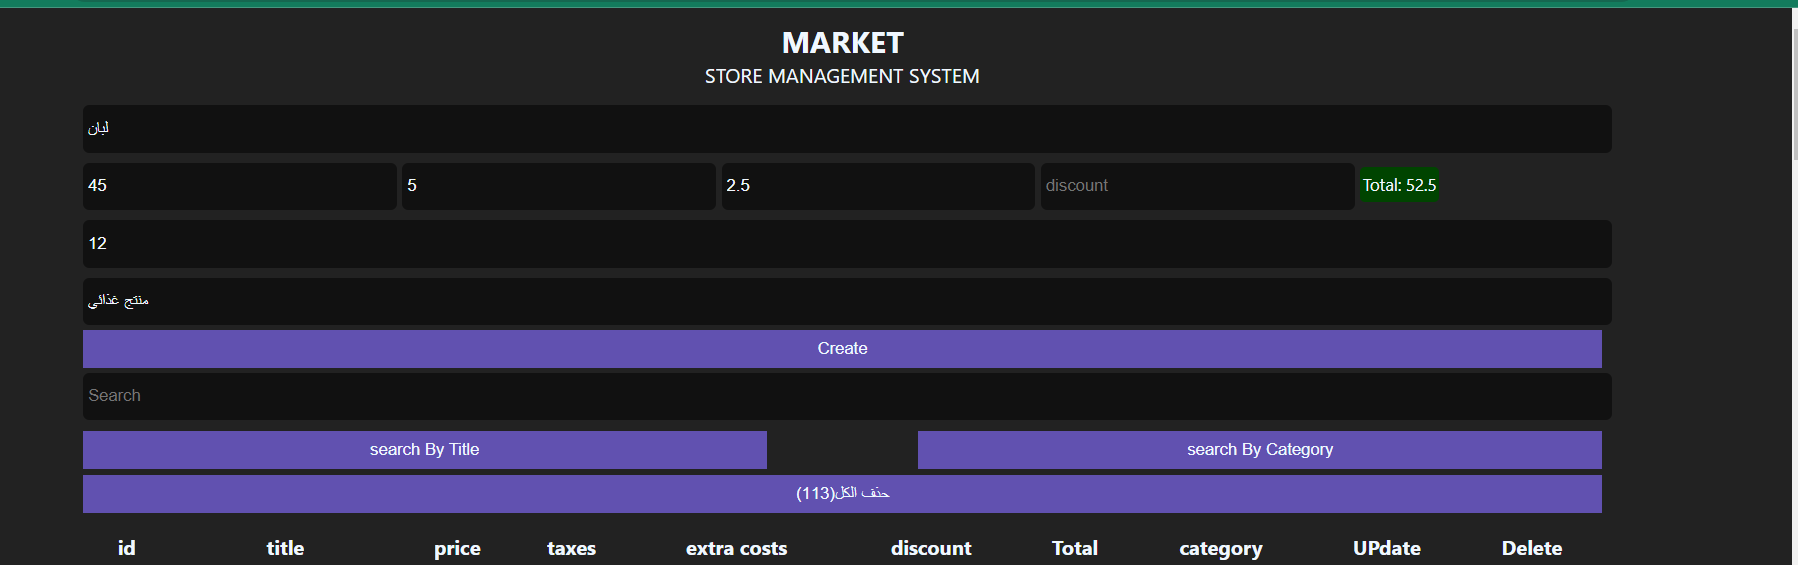 MARKET
STORE MANAGEMENT SYSTEM
لبان
45 5 2.5 discount Total: 52.5
12
منتج غذائي
Create
Search
search By Title search By Category
حذف الكل(113)
id title price taxes extra costs discount Total category UPdate Delete